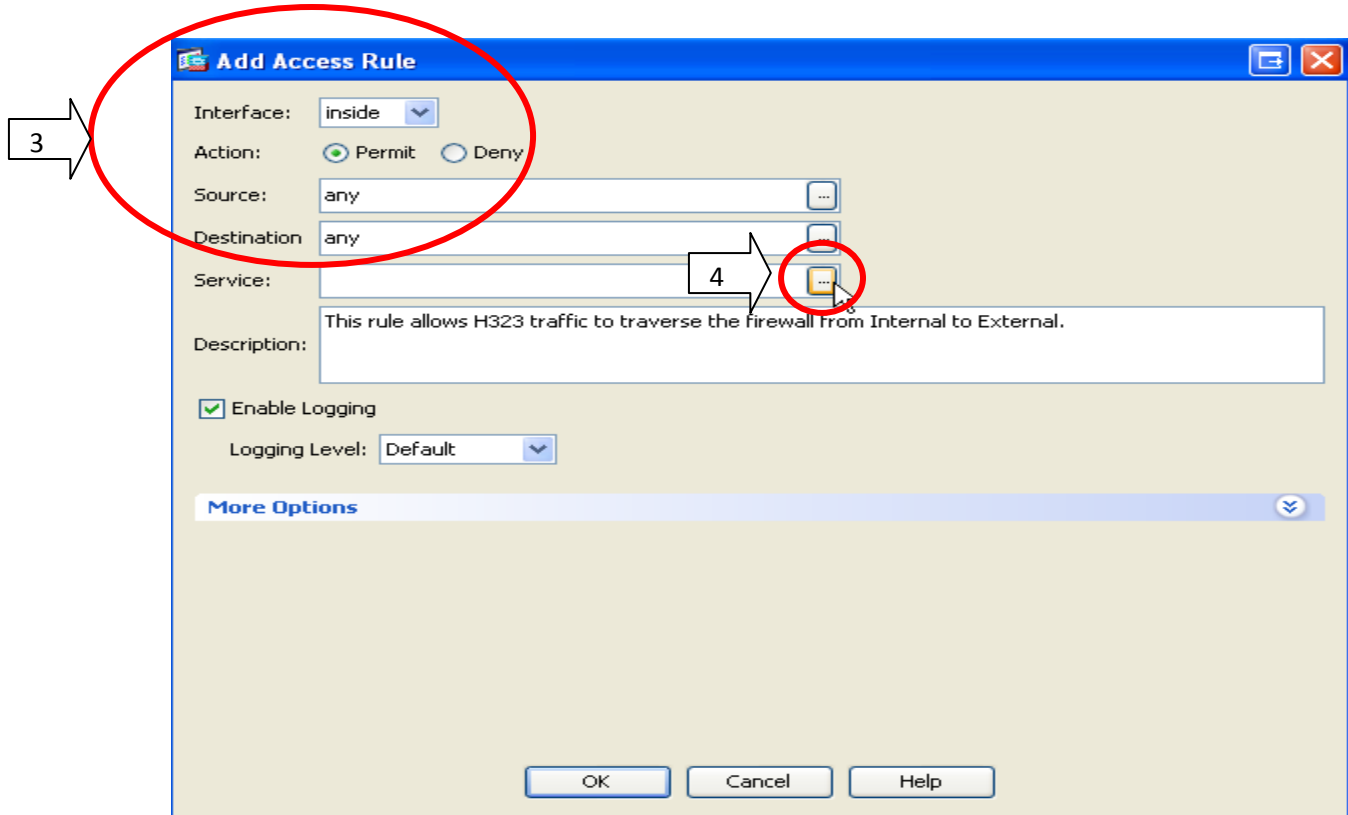 Add Access Rule
3
Interface: inside
Action: Permit Deny
Source: any ...
Destination any ...
Service: 4 ...
Description: This rule allows H323 traffic to traverse the firewall from Internal to External.
Enable Logging
Logging Level: Default
More Options
OK Cancel Help